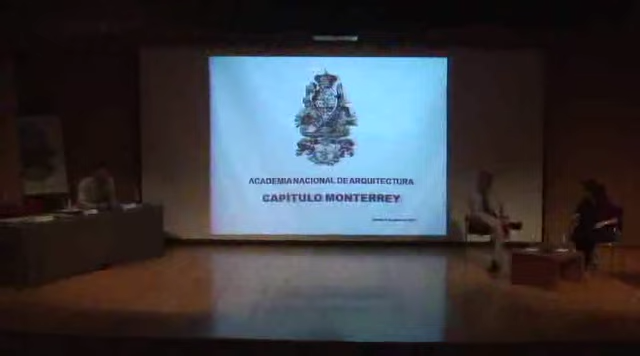 ACADEMIA NACIONAL DE ARQUITECTURA
CAPÍTULO MONTERREY